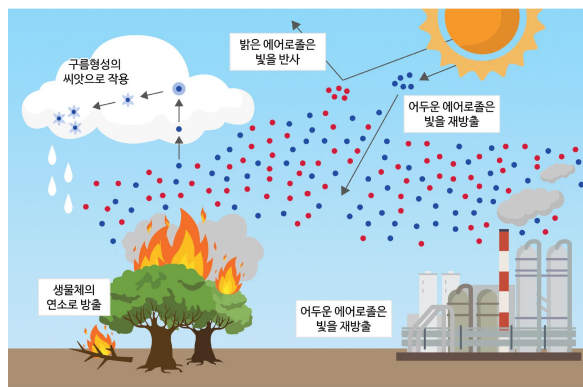 구름형성의
씨앗으로 작용
밝은 에어로졸은
빛을 반사
어두운 에어로졸은
빛을 재방출
생물체의
연소로 방출
어두운 에어로졸은
빛을 재방출